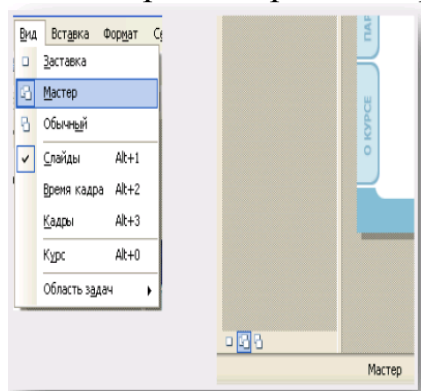 Вид Вставка Формат
Заставка
Мастер
Обычный
Слайды Alt+1
Время кадра Alt+2
Кадры Alt+3
Курс Alt+0
Область задач
О КУРСЕ
Мастер